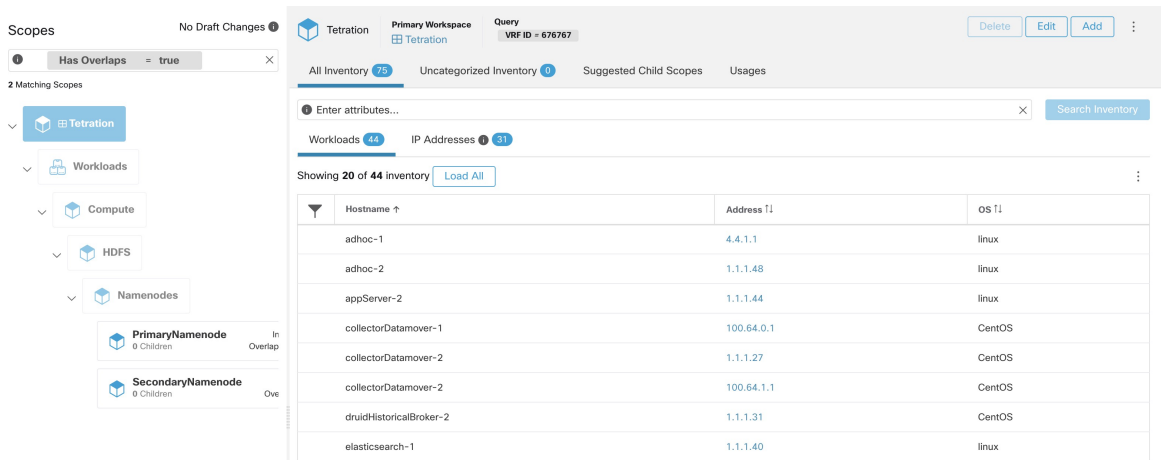 Scopes
No Draft Changes
Has Overlaps = true
2 Matching Scopes
Tetration
Workloads
Compute
HDFS
Namenodes
PrimaryNamenode In
0 Children Overlap
SecondaryNamenode
0 Children Ove
Tetration
Primary Workspace
Tetration
Query
VRF ID = 676767
Delete Edit Add
All Inventory 75 Uncategorized Inventory 0 Suggested Child Scopes Usages
Enter attributes... Search Inventory
Workloads 44 IP Addresses 31
Showing 20 of 44 inventory Load All
Hostname ↑ Address ↑↓ OS ↑↓
adhoc-1 4.4.1.1 linux
adhoc-2 1.1.1.48 linux
appServer-2 1.1.1.44 linux
collectorDatamover-1 100.64.0.1 CentOS
collectorDatamover-2 1.1.1.27 CentOS
collectorDatamover-2 100.64.1.1 CentOS
druidHistoricalBroker-2 1.1.1.31 CentOS
elasticsearch-1 1.1.1.40 linux